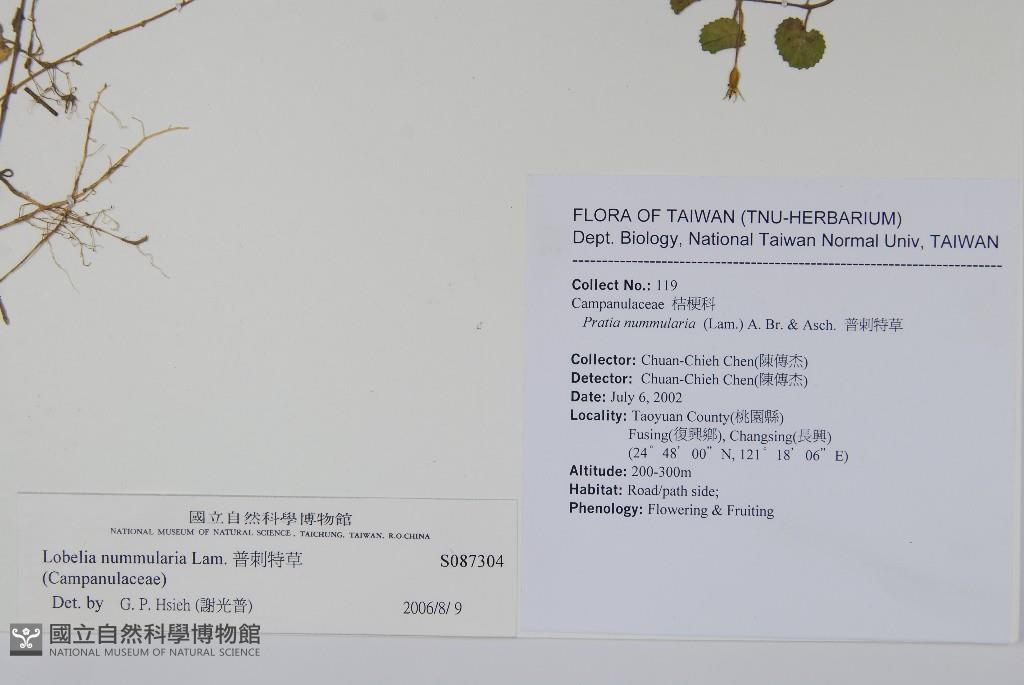 FLORA OF TAIWAN (TNU-HERBARIUM)
Dept. Biology, National Taiwan Normal Univ, TAIWAN
Collect No.: 119
Campanulaceae 桔梗科
Pratia nummularia (Lam.) A. Br. & Asch. 普剌特草
Collector: Chuan-Chieh Chen(陳傳杰)
Detector: Chuan-Chieh Chen(陳傳杰)
Date: July 6, 2002
Locality: Taoyuan County(桃園縣)
Fusing(復興鄉), Changsing(長興)
(24°48'00"N, 121°18'06"E)
Altitude: 200-300m
Habitat: Road/path side;
Phenology: Flowering & Fruiting
國立自然科學博物館
NATIONAL MUSEUM OF NATURAL SCIENCE, TAICHUNG, TAIWAN, R.O.CHINA
Lobelia nummularia Lam. 普剌特草 S087304
(Campanulaceae)
Det. by G. P. Hsieh (謝光普) 2006/8/9
國立自然科學博物館
NATIONAL MUSEUM OF NATURAL SCIENCE